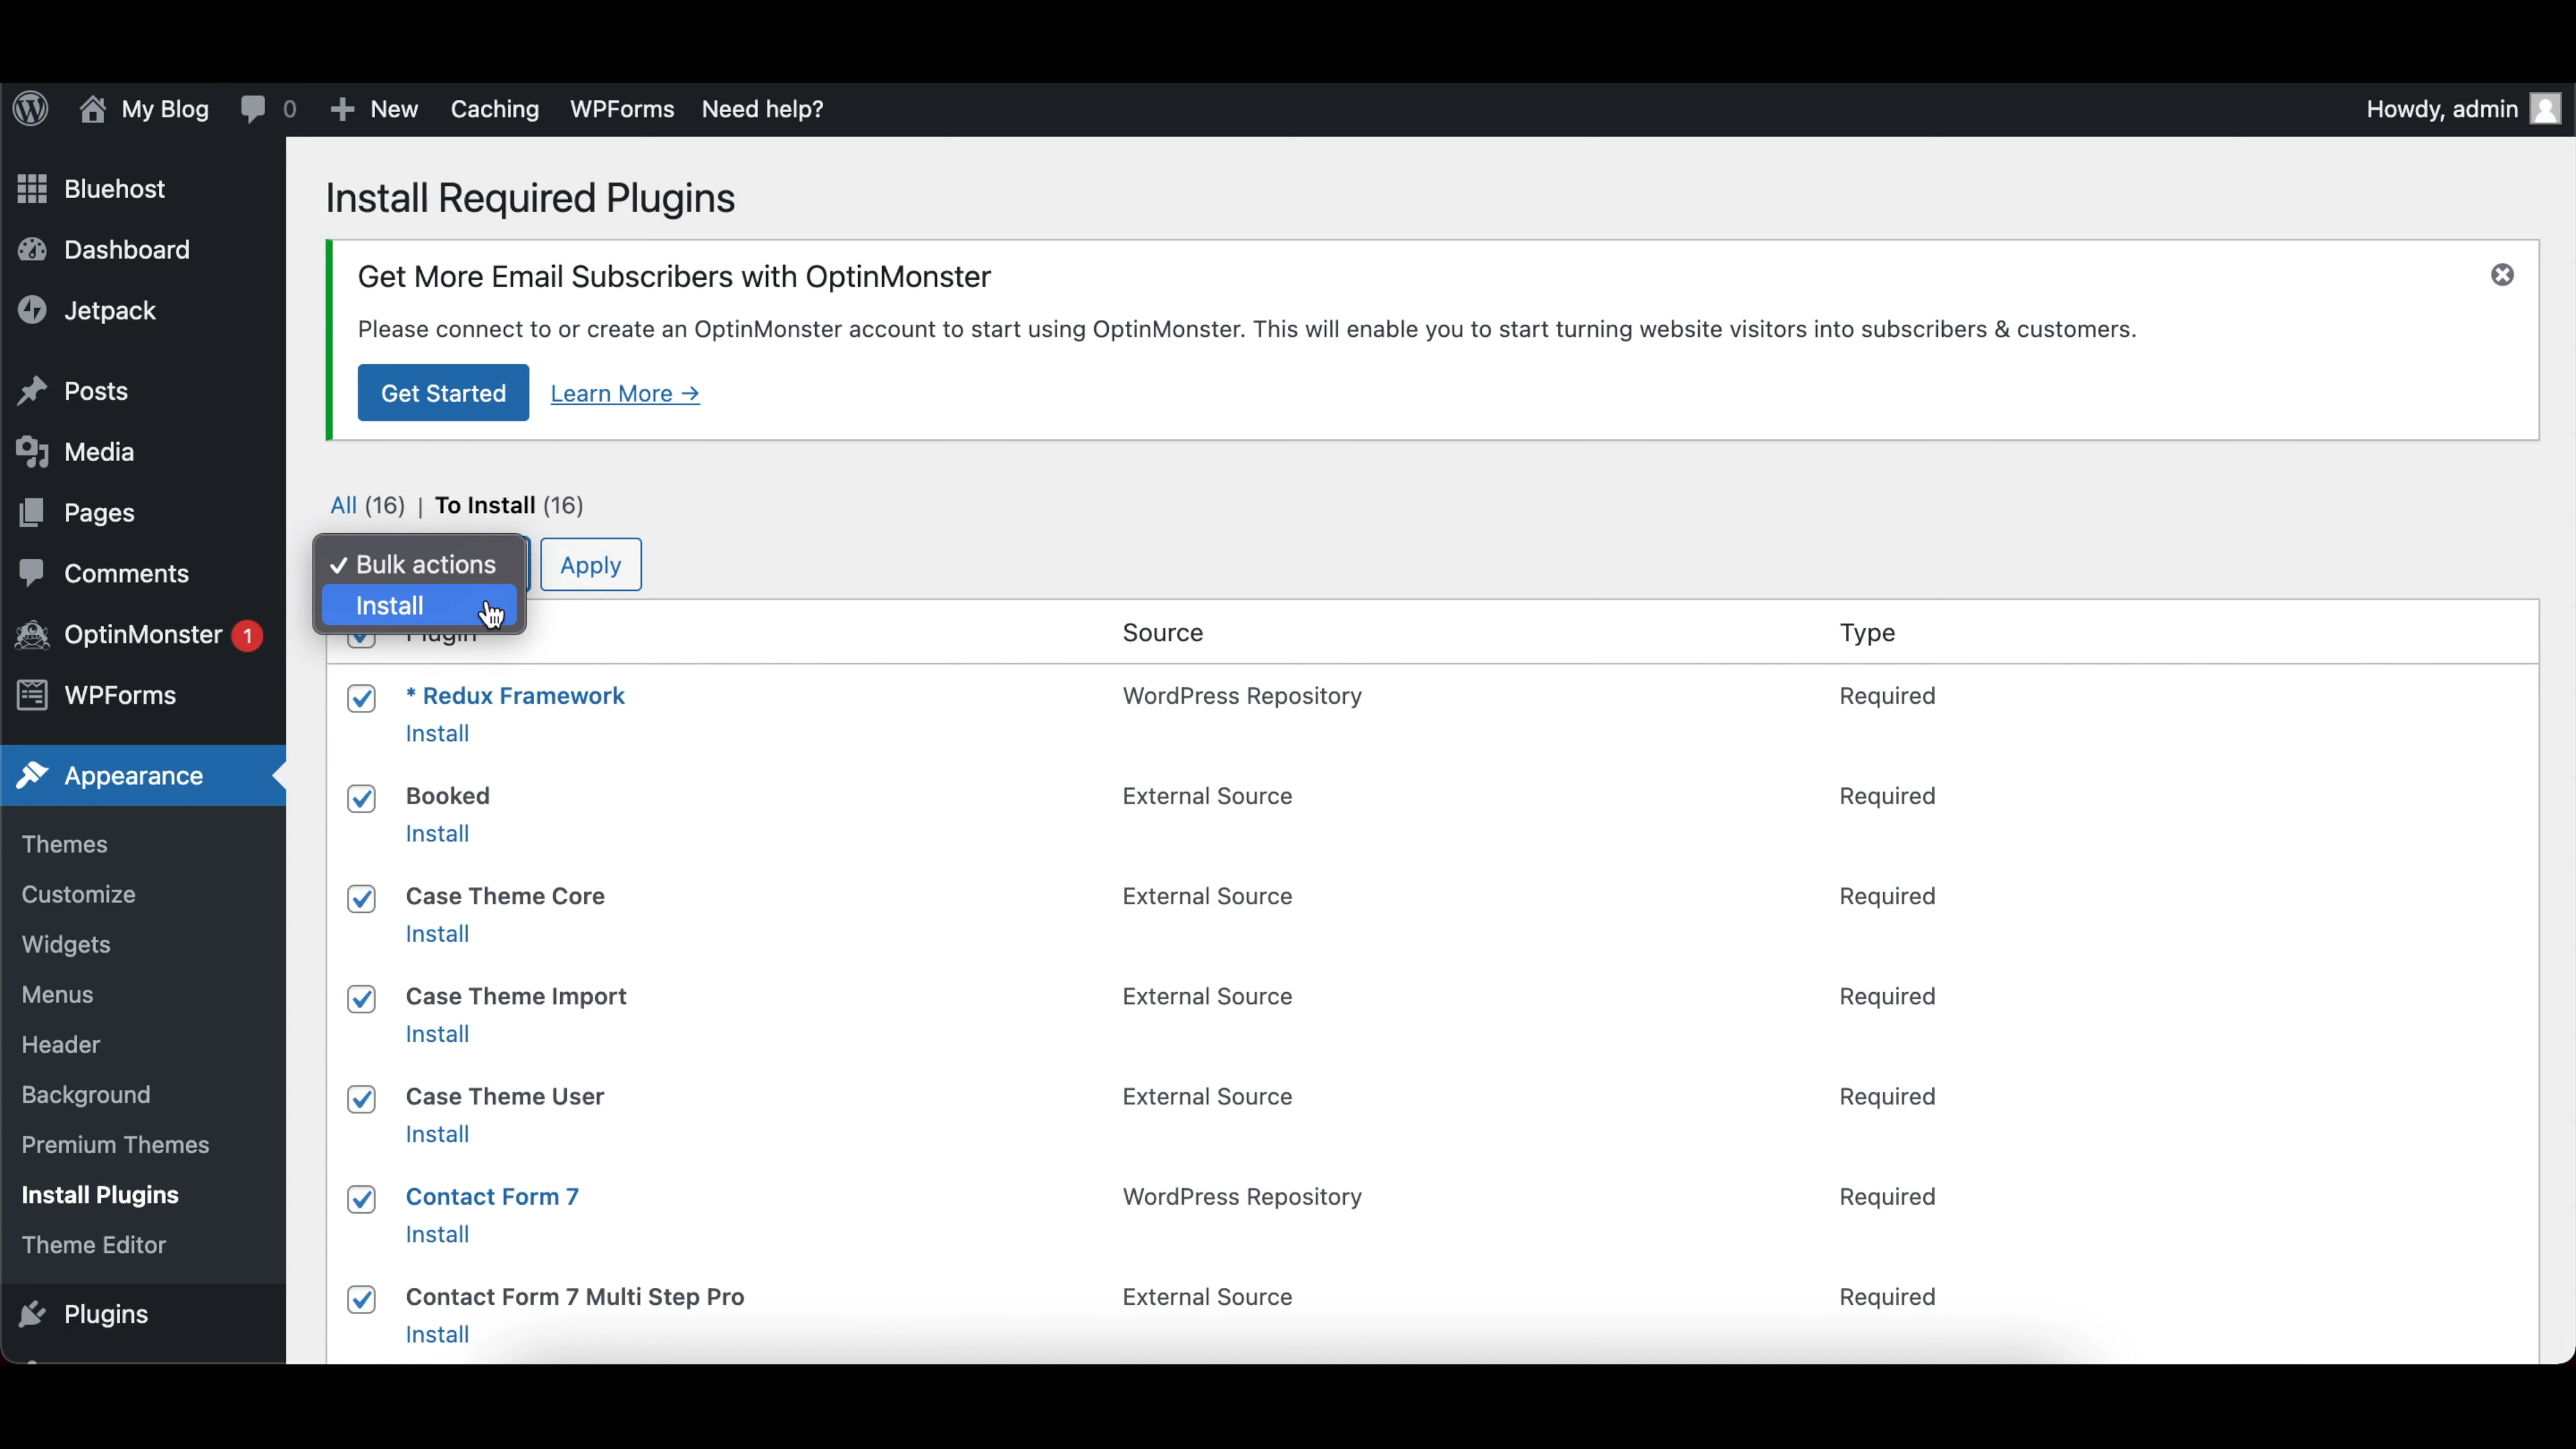 My Blog 0 New Caching WPForms Need help? Howdy, admin
Bluehost
Dashboard
Jetpack
Posts
Media
Pages
Comments
OptinMonster 1
WPForms
Appearance
Themes
Customize
Widgets
Menus
Header
Background
Premium Themes
Install Plugins
Theme Editor
Plugins
Install Required Plugins
Get More Email Subscribers with OptinMonster
Please connect to or create an OptinMonster account to start using OptinMonster. This will enable you to start turning website visitors into subscribers & customers.
Get Started Learn More →
All (16) | To Install (16)
✓ Bulk actions Apply
Install
Plugin Source Type
* Redux Framework WordPress Repository Required
Install
Booked External Source Required
Install
Case Theme Core External Source Required
Install
Case Theme Import External Source Required
Install
Case Theme User External Source Required
Install
Contact Form 7 WordPress Repository Required
Install
Contact Form 7 Multi Step Pro External Source Required
Install